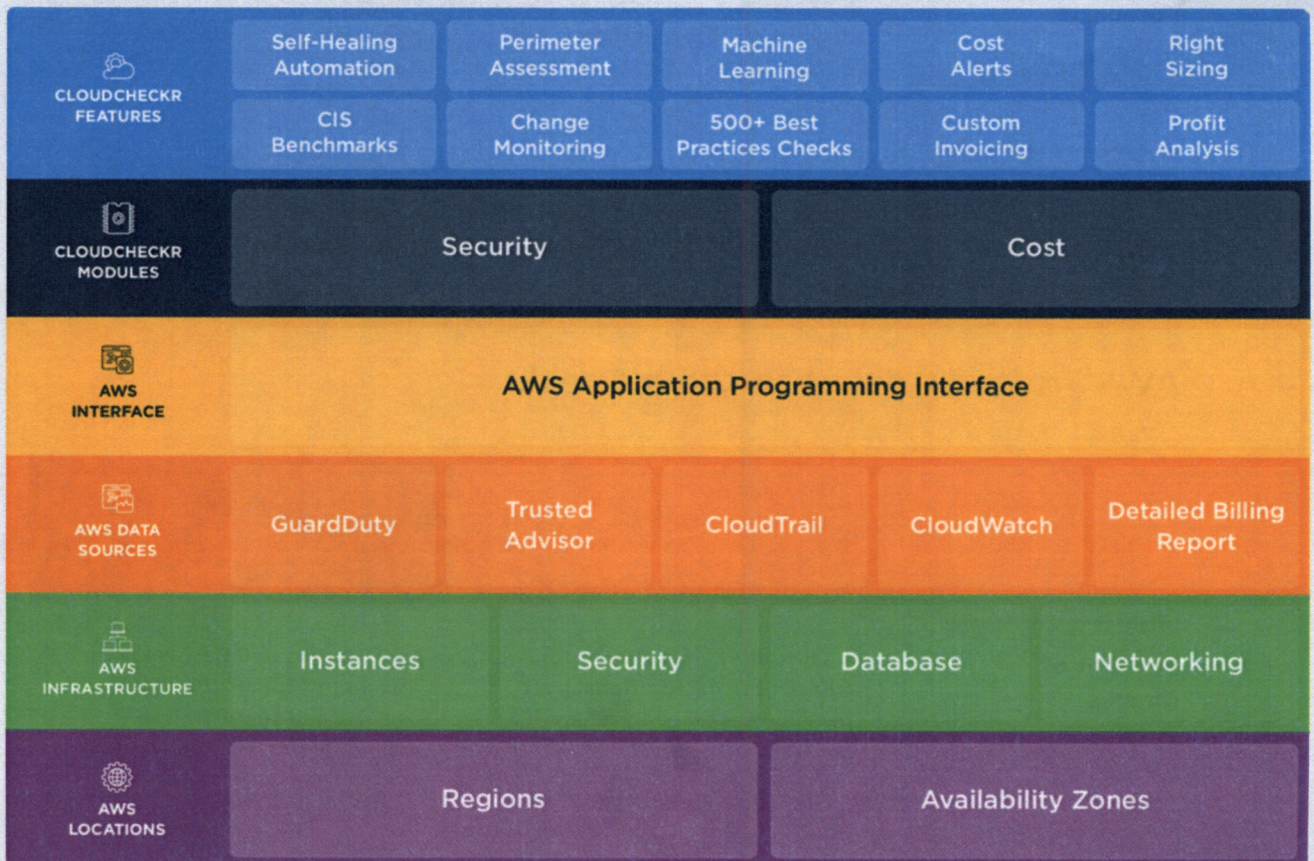 CLOUDCHECKR
FEATURES
Self-Healing
Automation
Perimeter
Assessment
Machine
Learning
Cost
Alerts
Right
Sizing
CIS
Benchmarks
Change
Monitoring
500+ Best
Practices Checks
Custom
Invoicing
Profit
Analysis
CLOUDCHECKR
MODULES
Security
Cost
AWS
INTERFACE
AWS Application Programming Interface
AWS DATA
SOURCES
GuardDuty
Trusted
Advisor
CloudTrail
CloudWatch
Detailed Billing
Report
AWS
INFRASTRUCTURE
Instances
Security
Database
Networking
AWS
LOCATIONS
Regions
Availability Zones